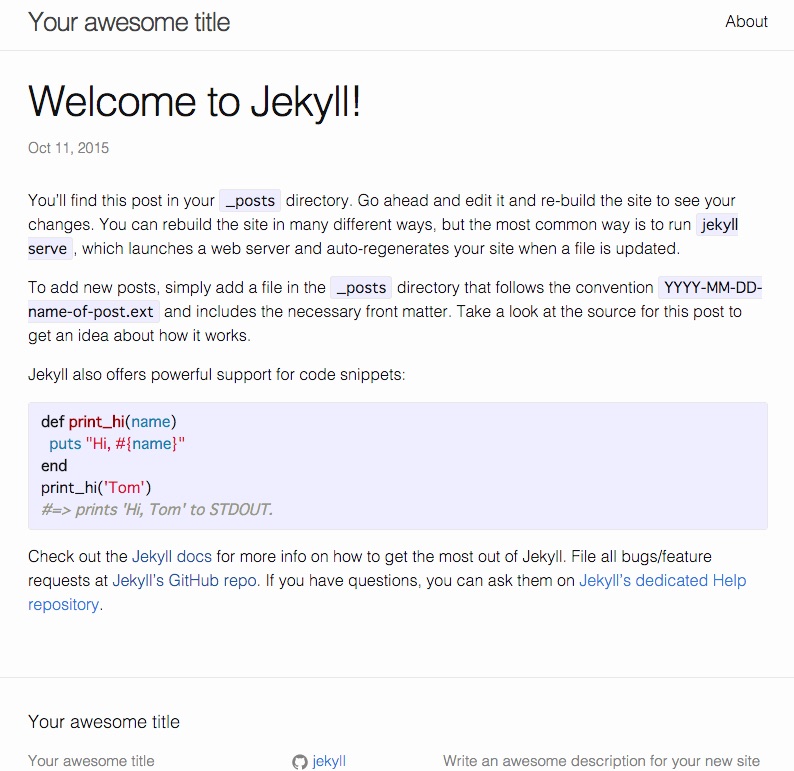 Your awesome title
About
Welcome to Jekyll!
Oct 11, 2015
You’ll find this post in your _posts directory. Go ahead and edit it and re-build the site to see your
changes. You can rebuild the site in many different ways, but the most common way is to run jekyll
serve , which launches a web server and auto-regenerates your site when a file is updated.
To add new posts, simply add a file in the _posts directory that follows the convention YYYY-MM-DD-
name-of-post.ext and includes the necessary front matter. Take a look at the source for this post to
get an idea about how it works.
Jekyll also offers powerful support for code snippets:
def print_hi(name)
  puts "Hi, #{name}"
end
print_hi('Tom')
#=> prints 'Hi, Tom' to STDOUT.
Check out the Jekyll docs for more info on how to get the most out of Jekyll. File all bugs/feature
requests at Jekyll’s GitHub repo. If you have questions, you can ask them on Jekyll’s dedicated Help
repository.
Your awesome title
Your awesome title
jekyll
Write an awesome description for your new site